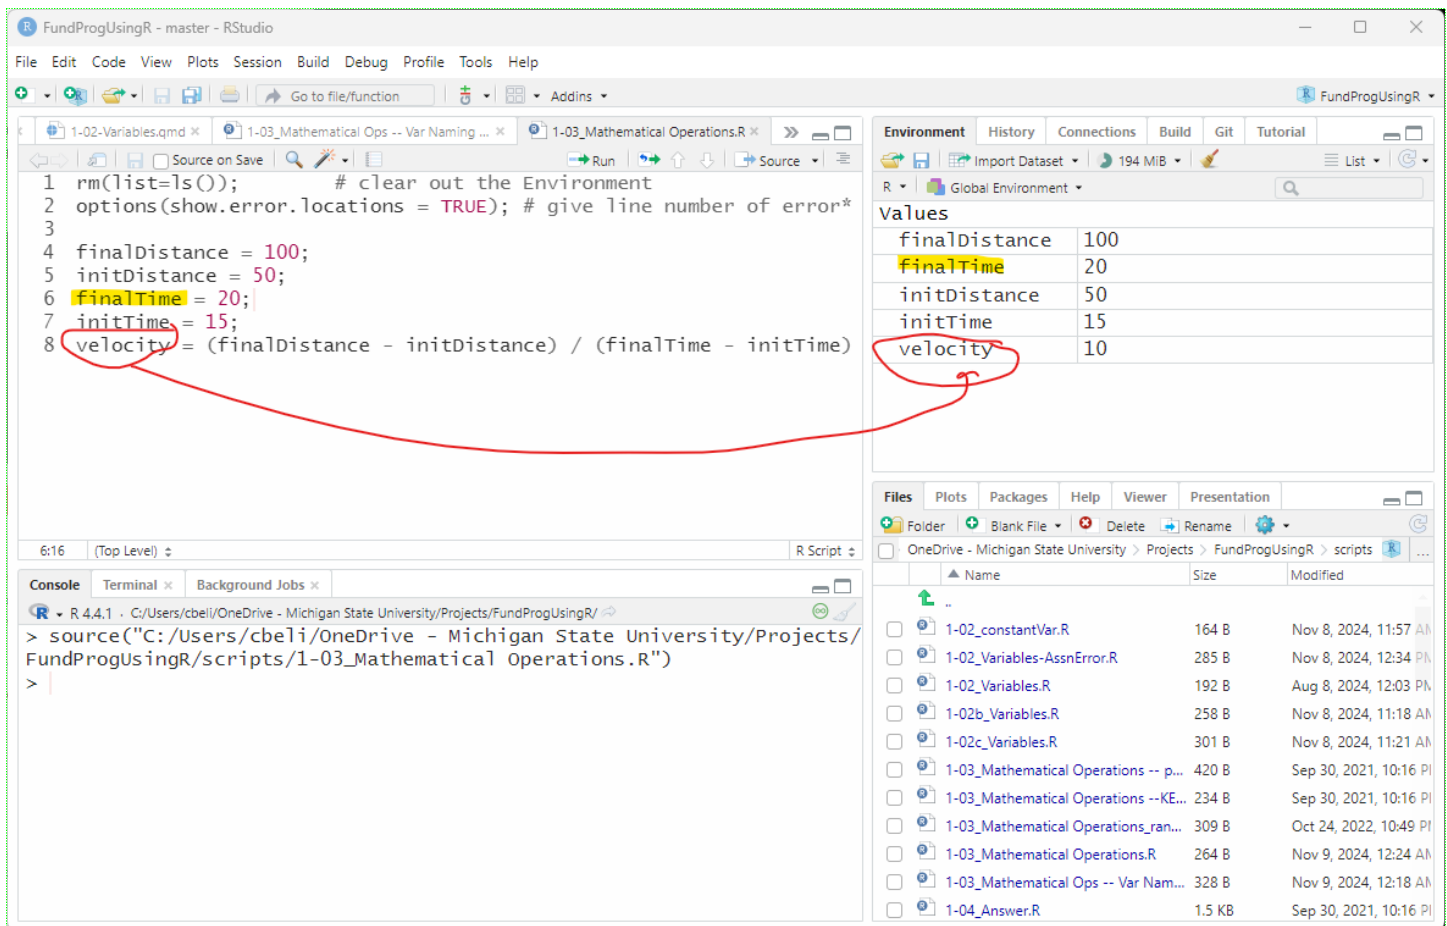 FundProgUsingR - master - RStudio
File Edit Code View Plots Session Build Debug Profile Tools Help
Go to file/function Addins FundProgUsingR
1-02-Variables.qmd 1-03_Mathematical Ops -- Var Naming ... 1-03_Mathematical Operations.R
Source on Save Run Source
1 rm(list=ls()); # clear out the Environment
2 options(show.error.locations = TRUE); # give line number of error*
3
4 finalDistance = 100;
5 initDistance = 50;
6 finalTime = 20;
7 initTime = 15;
8 velocity = (finalDistance - initDistance) / (finalTime - initTime)
6:16 (Top Level) R Script
Console Terminal Background Jobs
R 4.4.1 · C:/Users/cbeli/OneDrive - Michigan State University/Projects/FundProgUsingR/
> source("C:/Users/cbeli/OneDrive - Michigan State University/Projects/
FundProgUsingR/scripts/1-03_Mathematical Operations.R")
>
Environment History Connections Build Git Tutorial
Import Dataset 194 MiB List
R Global Environment
Values
finalDistance 100
finalTime 20
initDistance 50
initTime 15
velocity 10
Files Plots Packages Help Viewer Presentation
Folder Blank File Delete Rename
OneDrive - Michigan State University > Projects > FundProgUsingR > scripts ...
Name Size Modified
..
1-02_constantVar.R 164 B Nov 8, 2024, 11:57 AM
1-02_Variables-AssnError.R 285 B Nov 8, 2024, 12:34 PM
1-02_Variables.R 192 B Aug 8, 2024, 12:03 PM
1-02b_Variables.R 258 B Nov 8, 2024, 11:18 AM
1-02c_Variables.R 301 B Nov 8, 2024, 11:21 AM
1-03_Mathematical Operations -- p... 420 B Sep 30, 2021, 10:16 PM
1-03_Mathematical Operations --KE... 234 B Sep 30, 2021, 10:16 PM
1-03_Mathematical Operations_ran... 309 B Oct 24, 2022, 10:49 PM
1-03_Mathematical Operations.R 264 B Nov 9, 2024, 12:24 AM
1-03_Mathematical Ops -- Var Nam... 328 B Nov 9, 2024, 12:18 AM
1-04_Answer.R 1.5 KB Sep 30, 2021, 10:16 PM